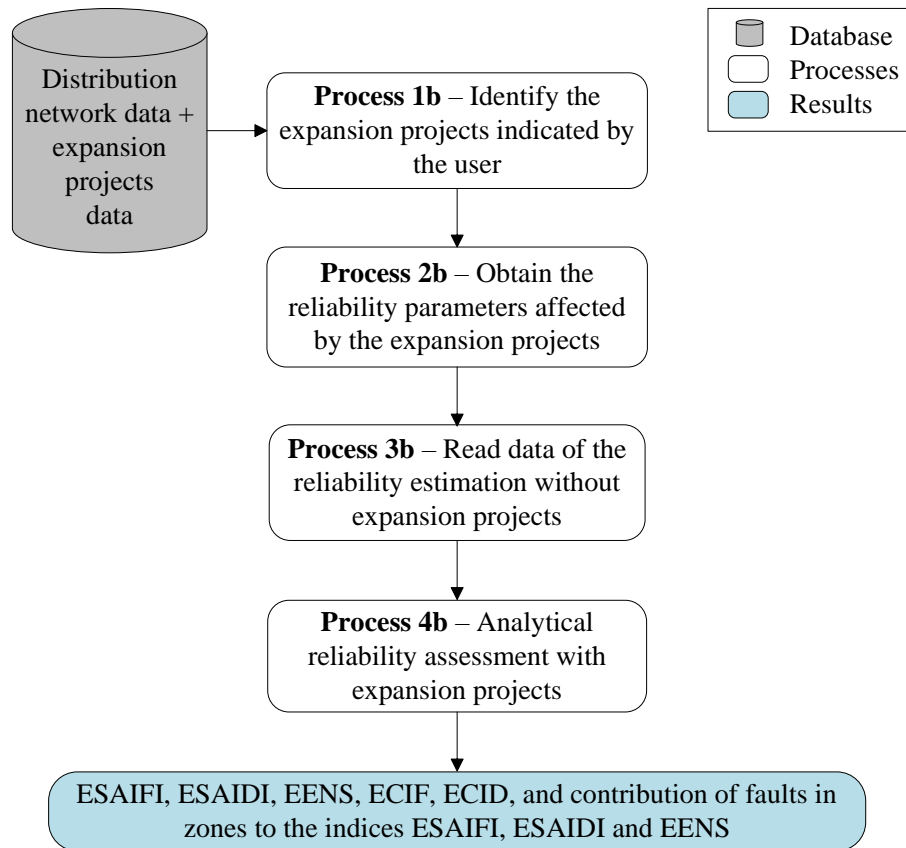 Distribution
network data +
expansion
projects
data
Process 1b – Identify the
expansion projects indicated by
the user
Database
Processes
Results
Process 2b – Obtain the
reliability parameters affected
by the expansion projects
Process 3b – Read data of the
reliability estimation without
expansion projects
Process 4b – Analytical
reliability assessment with
expansion projects
ESAIFI, ESAIDI, EENS, ECIF, ECID, and contribution of faults in
zones to the indices ESAIFI, ESAIDI and EENS